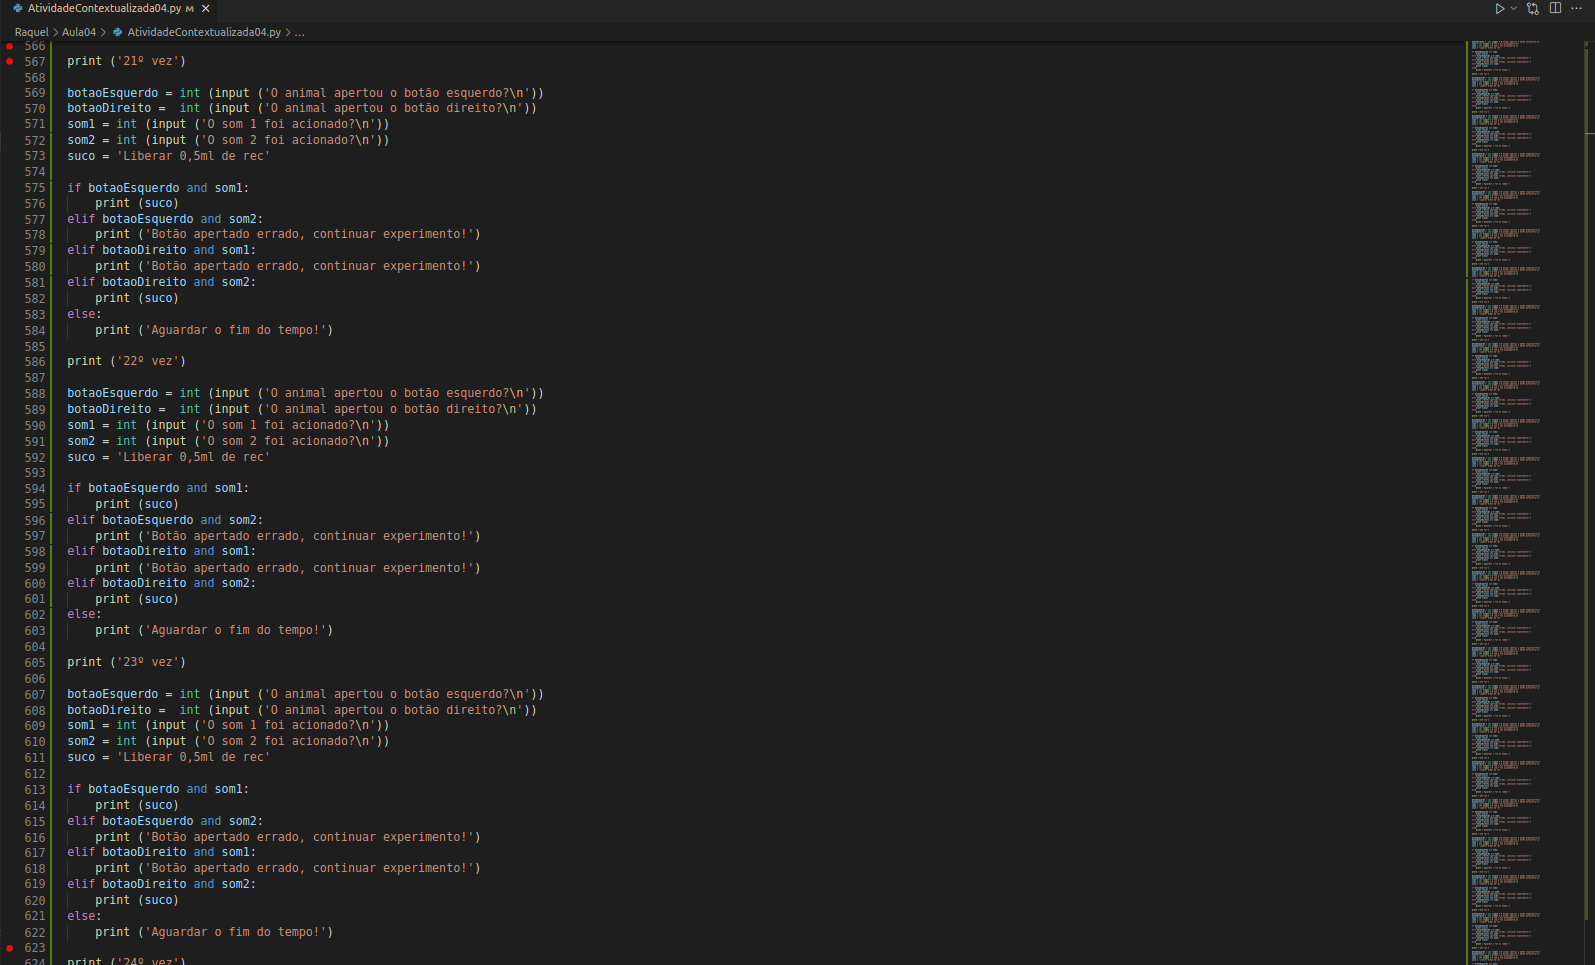 AtividadeContextualizada04.py M
Raquel > Aula04 > AtividadeContextualizada04.py > ...
566
567 print ('21º vez')
568
569 botaoEsquerdo = int (input ('O animal apertou o botão esquerdo?\n'))
570 botaoDireito =  int (input ('O animal apertou o botão direito?\n'))
571 som1 = int (input ('O som 1 foi acionado?\n'))
572 som2 = int (input ('O som 2 foi acionado?\n'))
573 suco = 'Liberar 0,5ml de rec'
574
575 if botaoEsquerdo and som1:
576     print (suco)
577 elif botaoEsquerdo and som2:
578     print ('Botão apertado errado, continuar experimento!')
579 elif botaoDireito and som1:
580     print ('Botão apertado errado, continuar experimento!')
581 elif botaoDireito and som2:
582     print (suco)
583 else:
584     print ('Aguardar o fim do tempo!')
585
586 print ('22º vez')
587
588 botaoEsquerdo = int (input ('O animal apertou o botão esquerdo?\n'))
589 botaoDireito =  int (input ('O animal apertou o botão direito?\n'))
590 som1 = int (input ('O som 1 foi acionado?\n'))
591 som2 = int (input ('O som 2 foi acionado?\n'))
592 suco = 'Liberar 0,5ml de rec'
593
594 if botaoEsquerdo and som1:
595     print (suco)
596 elif botaoEsquerdo and som2:
597     print ('Botão apertado errado, continuar experimento!')
598 elif botaoDireito and som1:
599     print ('Botão apertado errado, continuar experimento!')
600 elif botaoDireito and som2:
601     print (suco)
602 else:
603     print ('Aguardar o fim do tempo!')
604
605 print ('23º vez')
606
607 botaoEsquerdo = int (input ('O animal apertou o botão esquerdo?\n'))
608 botaoDireito =  int (input ('O animal apertou o botão direito?\n'))
609 som1 = int (input ('O som 1 foi acionado?\n'))
610 som2 = int (input ('O som 2 foi acionado?\n'))
611 suco = 'Liberar 0,5ml de rec'
612
613 if botaoEsquerdo and som1:
614     print (suco)
615 elif botaoEsquerdo and som2:
616     print ('Botão apertado errado, continuar experimento!')
617 elif botaoDireito and som1:
618     print ('Botão apertado errado, continuar experimento!')
619 elif botaoDireito and som2:
620     print (suco)
621 else:
622     print ('Aguardar o fim do tempo!')
623
624 print ('24º vez')